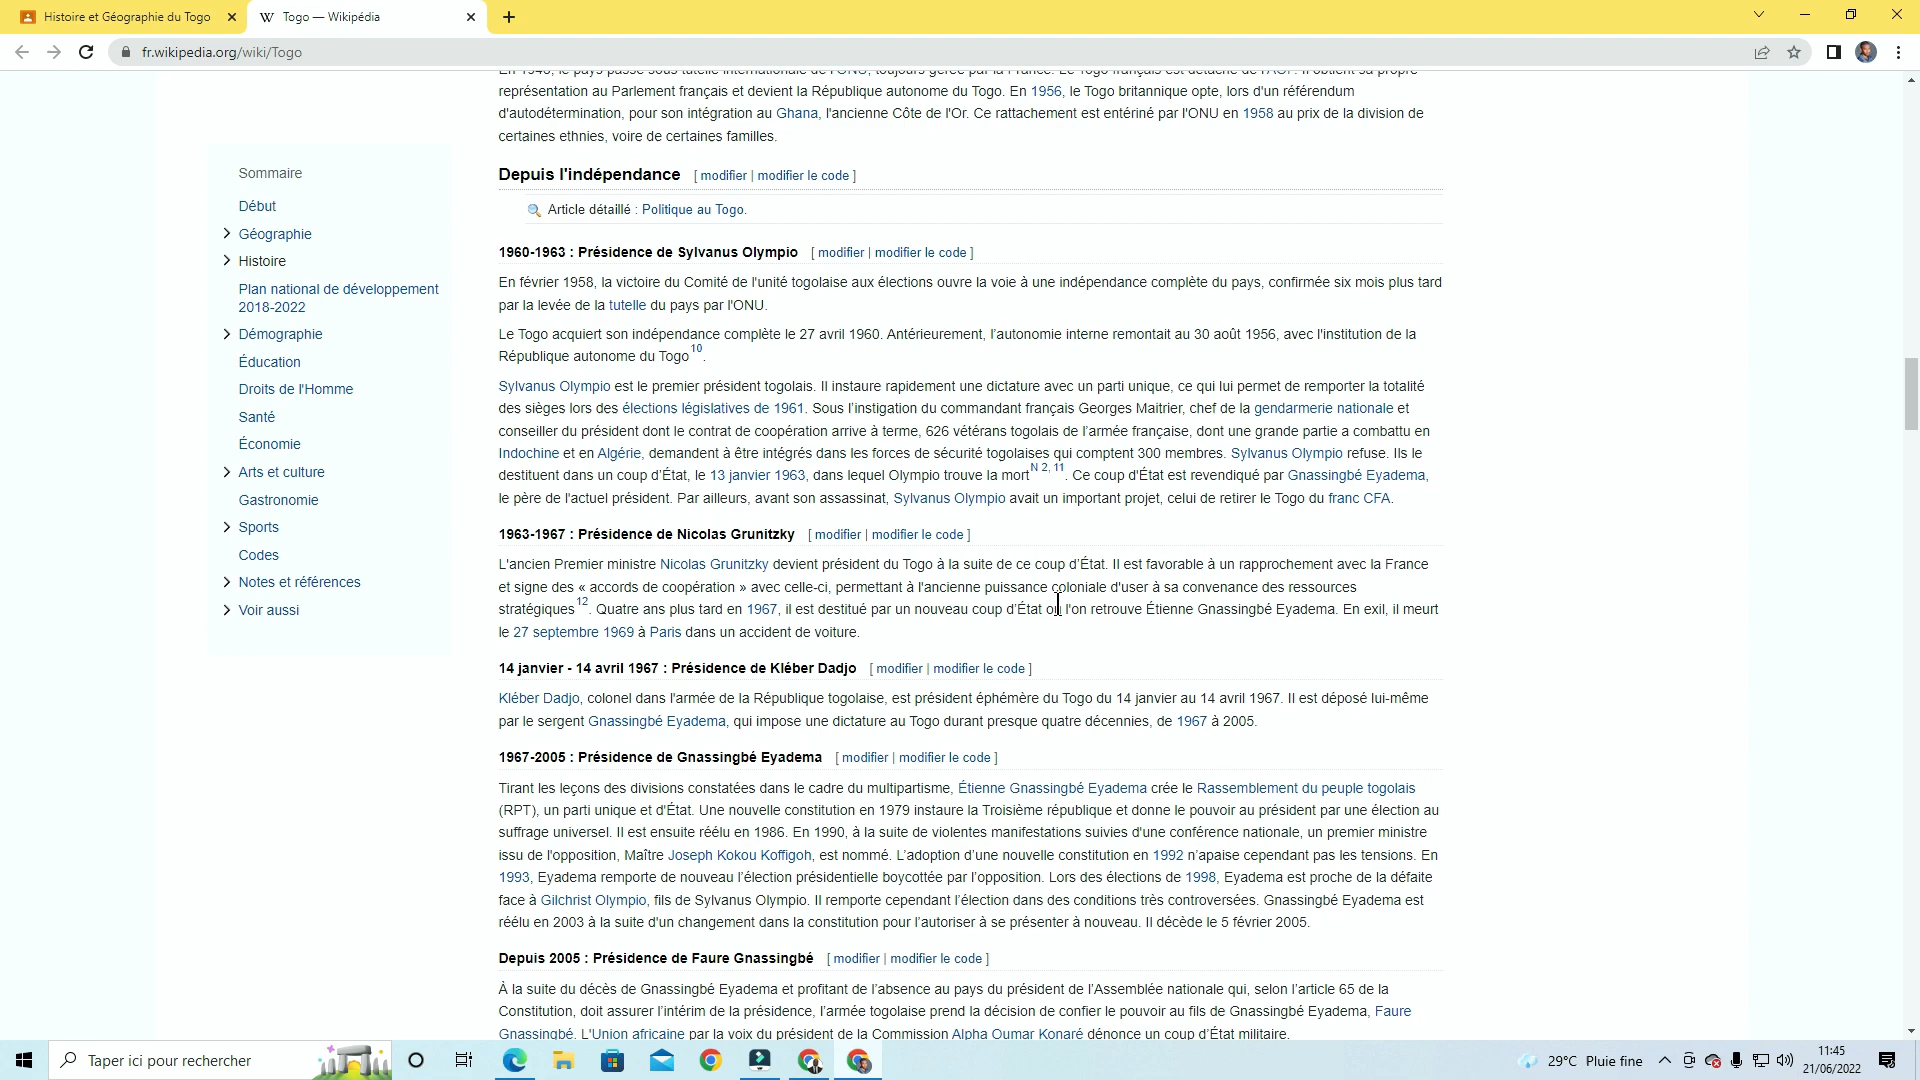 Histoire et Géographie du Togo
Togo — Wikipédia
fr.wikipedia.org/wiki/Togo
En 1946, le pays passe sous tutelle internationale de l'ONU, toujours gérée par la France. Le Togo français est détaché de l'AOF. Il obtient sa propre
représentation au Parlement français et devient la République autonome du Togo. En 1956, le Togo britannique opte, lors d'un référendum
d'autodétermination, pour son intégration au Ghana, l'ancienne Côte de l'Or. Ce rattachement est entériné par l'ONU en 1958 au prix de la division de
certaines ethnies, voire de certaines familles.
Sommaire
Début
Géographie
Histoire
Plan national de développement
2018-2022
Démographie
Éducation
Droits de l'Homme
Santé
Économie
Arts et culture
Gastronomie
Sports
Codes
Notes et références
Voir aussi
Depuis l'indépendance [ modifier | modifier le code ]
Article détaillé : Politique au Togo.
1960-1963 : Présidence de Sylvanus Olympio [ modifier | modifier le code ]
En février 1958, la victoire du Comité de l'unité togolaise aux élections ouvre la voie à une indépendance complète du pays, confirmée six mois plus tard
par la levée de la tutelle du pays par l'ONU.
Le Togo acquiert son indépendance complète le 27 avril 1960. Antérieurement, l'autonomie interne remontait au 30 août 1956, avec l'institution de la
République autonome du Togo10.
Sylvanus Olympio est le premier président togolais. Il instaure rapidement une dictature avec un parti unique, ce qui lui permet de remporter la totalité
des sièges lors des élections législatives de 1961. Sous l'instigation du commandant français Georges Maitrier, chef de la gendarmerie nationale et
conseiller du président dont le contrat de coopération arrive à terme, 626 vétérans togolais de l'armée française, dont une grande partie a combattu en
Indochine et en Algérie, demandent à être intégrés dans les forces de sécurité togolaises qui comptent 300 membres. Sylvanus Olympio refuse. Ils le
destituent dans un coup d'État, le 13 janvier 1963, dans lequel Olympio trouve la mortN 2, 11. Ce coup d'État est revendiqué par Gnassingbé Eyadema,
le père de l'actuel président. Par ailleurs, avant son assassinat, Sylvanus Olympio avait un important projet, celui de retirer le Togo du franc CFA.
1963-1967 : Présidence de Nicolas Grunitzky [ modifier | modifier le code ]
L'ancien Premier ministre Nicolas Grunitzky devient président du Togo à la suite de ce coup d'État. Il est favorable à un rapprochement avec la France
et signe des « accords de coopération » avec celle-ci, permettant à l'ancienne puissance coloniale d'user à sa convenance des ressources
stratégiques12. Quatre ans plus tard en 1967, il est destitué par un nouveau coup d'État où l'on retrouve Étienne Gnassingbé Eyadema. En exil, il meurt
le 27 septembre 1969 à Paris dans un accident de voiture.
14 janvier - 14 avril 1967 : Présidence de Kléber Dadjo [ modifier | modifier le code ]
Kléber Dadjo, colonel dans l'armée de la République togolaise, est président éphémère du Togo du 14 janvier au 14 avril 1967. Il est déposé lui-même
par le sergent Gnassingbé Eyadema, qui impose une dictature au Togo durant presque quatre décennies, de 1967 à 2005.
1967-2005 : Présidence de Gnassingbé Eyadema [ modifier | modifier le code ]
Tirant les leçons des divisions constatées dans le cadre du multipartisme, Étienne Gnassingbé Eyadema crée le Rassemblement du peuple togolais
(RPT), un parti unique et d'État. Une nouvelle constitution en 1979 instaure la Troisième république et donne le pouvoir au président par une élection au
suffrage universel. Il est ensuite réélu en 1986. En 1990, à la suite de violentes manifestations suivies d'une conférence nationale, un premier ministre
issu de l'opposition, Maître Joseph Kokou Koffigoh, est nommé. L'adoption d'une nouvelle constitution en 1992 n'apaise cependant pas les tensions. En
1993, Eyadema remporte de nouveau l'élection présidentielle boycottée par l'opposition. Lors des élections de 1998, Eyadema est proche de la défaite
face à Gilchrist Olympio, fils de Sylvanus Olympio. Il remporte cependant l'élection dans des conditions très controversées. Gnassingbé Eyadema est
réélu en 2003 à la suite d'un changement dans la constitution pour l'autoriser à se présenter à nouveau. Il décède le 5 février 2005.
Depuis 2005 : Présidence de Faure Gnassingbé [ modifier | modifier le code ]
À la suite du décès de Gnassingbé Eyadema et profitant de l'absence au pays du président de l'Assemblée nationale qui, selon l'article 65 de la
Constitution, doit assurer l'intérim de la présidence, l'armée togolaise prend la décision de confier le pouvoir au fils de Gnassingbé Eyadema, Faure
Gnassingbé. L'Union africaine par la voix du président de la Commission Alpha Oumar Konaré dénonce un coup d'État militaire.
Taper ici pour rechercher
29°C Pluie fine
11:45
21/06/2022